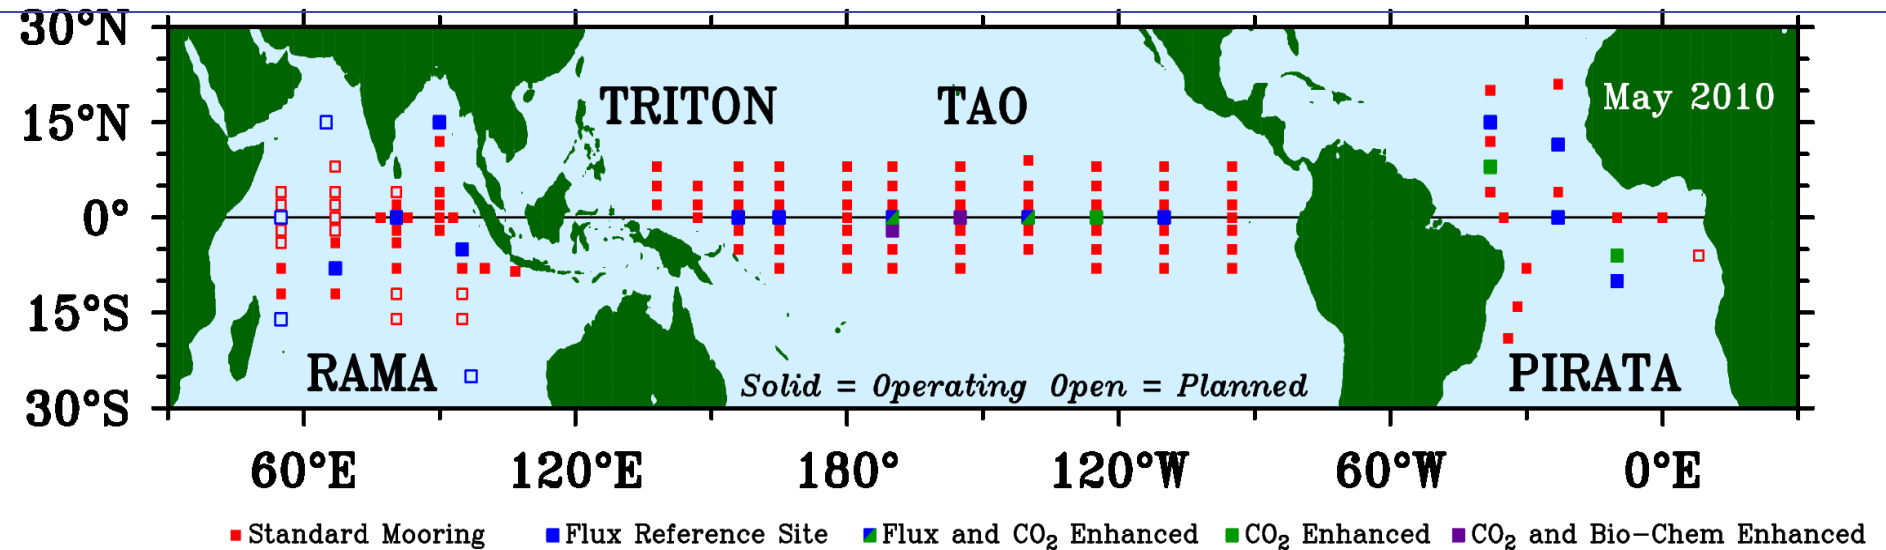 30°N
TRITON TAO May 2010
15°N
0°
15°S
RAMA PIRATA
Solid = Operating Open = Planned
30°S
60°E 120°E 180° 120°W 60°W 0°E
Standard Mooring Flux Reference Site Flux and CO₂ Enhanced CO₂ Enhanced CO₂ and Bio-Chem Enhanced